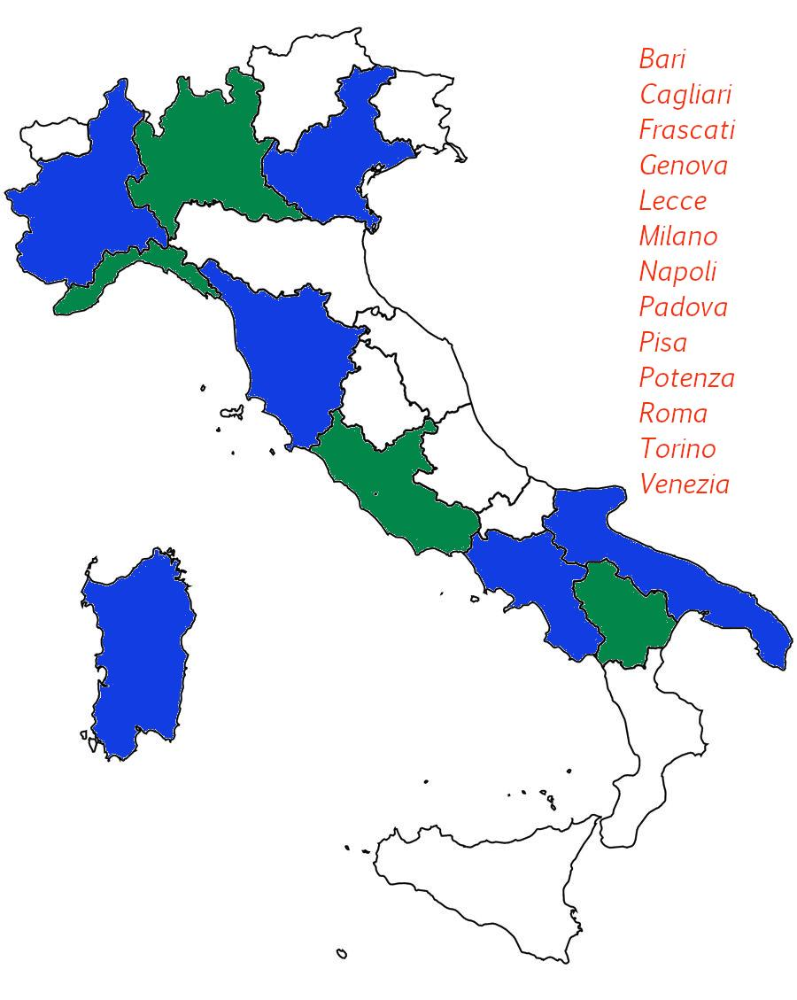 Bari
Cagliari
Frascati
Genova
Lecce
Milano
Napoli
Padova
Pisa
Potenza
Roma
Torino
Venezia